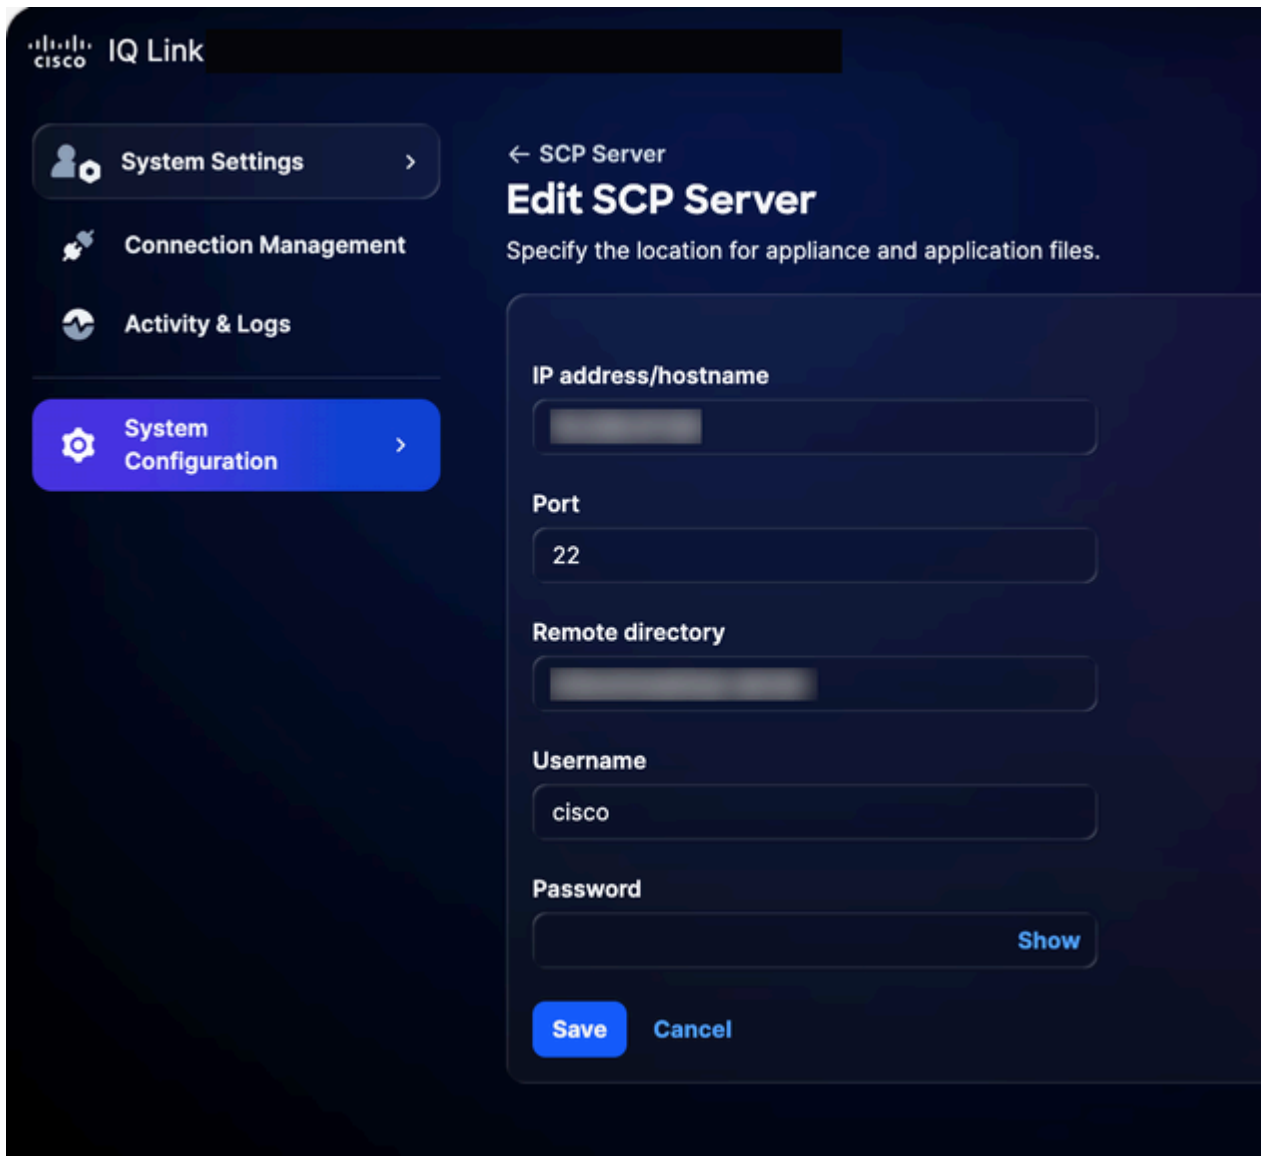 cisco IQ Link
System Settings
Connection Management
Activity & Logs
System
Configuration
← SCP Server
Edit SCP Server
Specify the location for appliance and application files.
IP address/hostname
Port
22
Remote directory
Username
cisco
Password
Show
Save Cancel